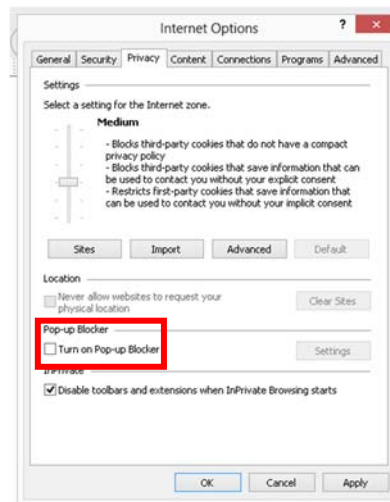 Internet Options
? ×
General Security Privacy Content Connections Programs Advanced
Settings
Select a setting for the Internet zone.
Medium
- Blocks third-party cookies that do not have a compact
privacy policy
- Blocks third-party cookies that save information that can
be used to contact you without your explicit consent
- Restricts first-party cookies that save information that
can be used to contact you without your implicit consent
Sites Import Advanced Default
Location
Never allow websites to request your
physical location
Clear Sites
Pop-up Blocker
Turn on Pop-up Blocker
Settings
InPrivate
Disable toolbars and extensions when InPrivate Browsing starts
OK Cancel Apply